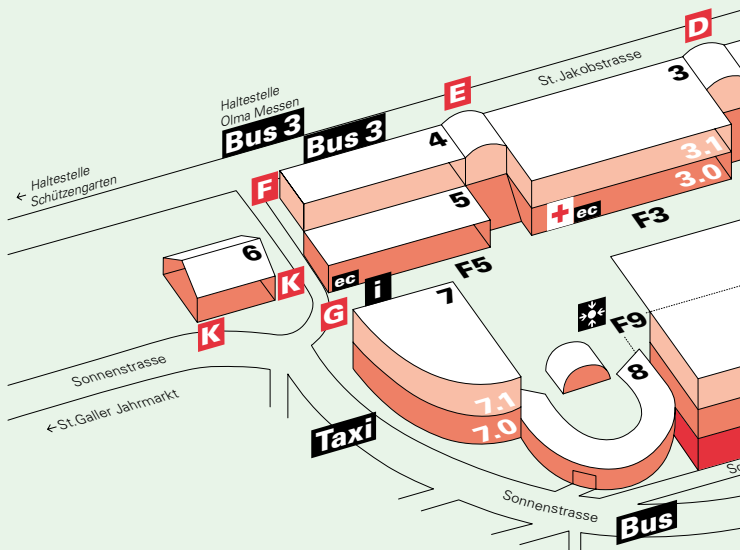 D
St. Jakobstrasse
3
E
Haltestelle
Olma Messen
Bus 3
Bus 3
4
3.1
3.0
← Haltestelle
Schützengarten
F
5
ec
F3
6
K
ec
i
F5
G
7
F9
K
8
Sonnenstrasse
←St.Galler Jahrmarkt
7.1
7.0
Taxi
Sonnenstrasse
Bus